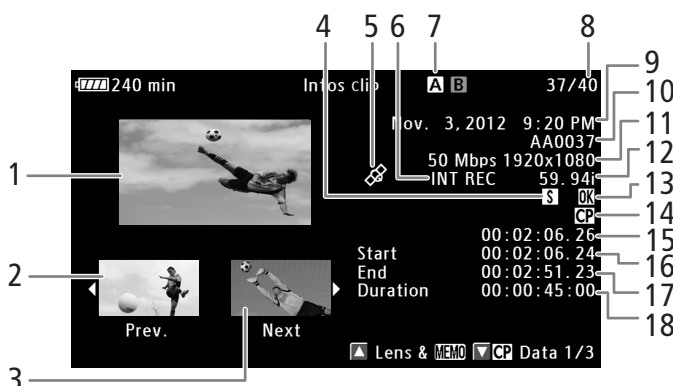 4 5 6 7 8
240 min Infos clip A B 37/40
9
Nov. 3,2012 9:20 PM
10
AA0037
11
50 Mbps 1920x1080
12
INT REC 59.94i
13
S OK
14
CP
15
00:02:06.26
16
Start 00:02:06.24
17
End 00:02:51.23
18
Duration 00:00:45:00
1
2
3
Prev. Next
Lens & MEMO CP Data 1/3